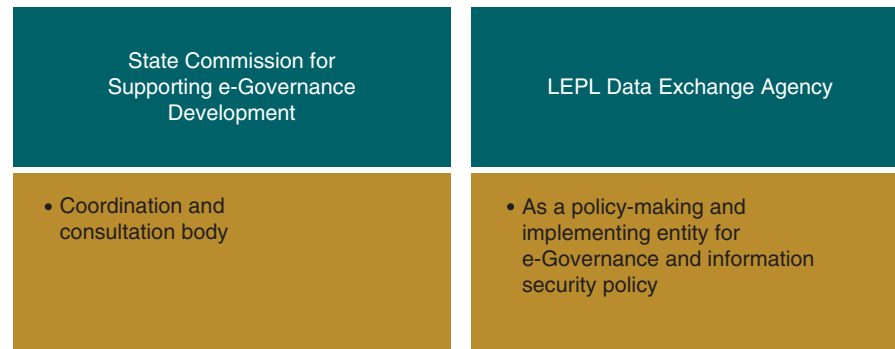 State Commission for
Supporting e-Governance
Development
LEPL Data Exchange Agency
• Coordination and
consultation body
• As a policy-making and
implementing entity for
e-Governance and information
security policy